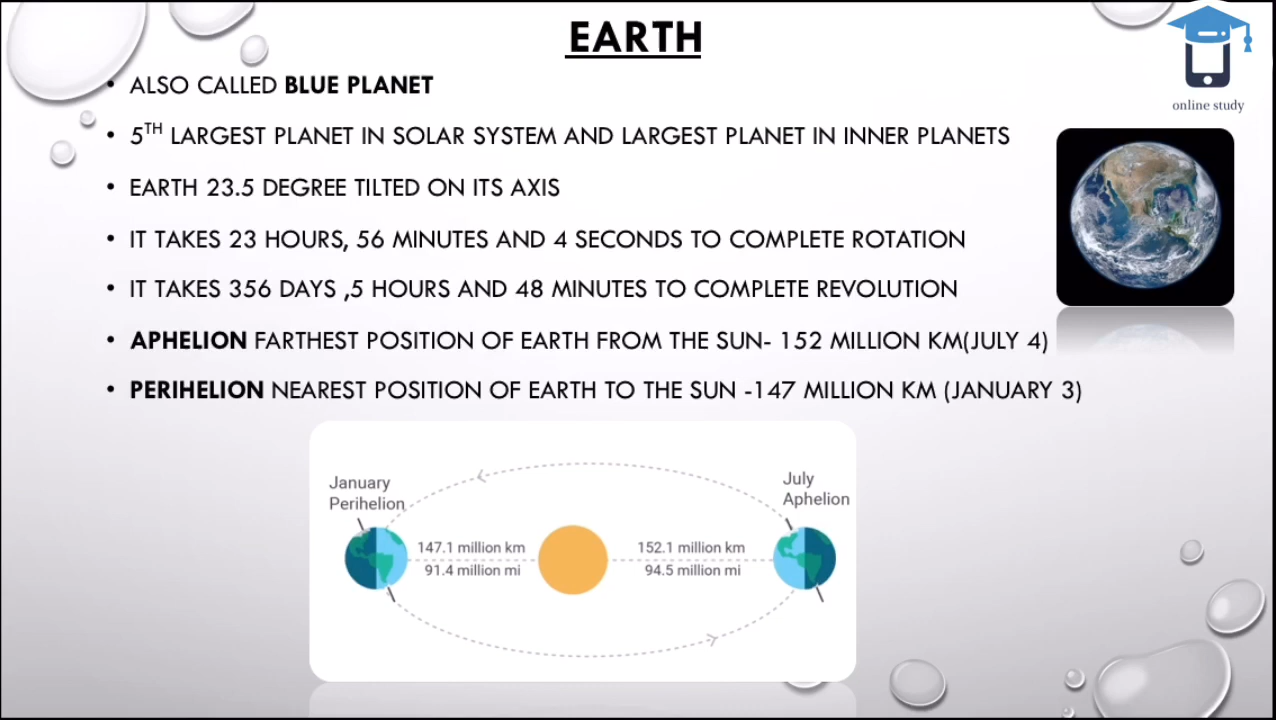 EARTH
online study
• ALSO CALLED BLUE PLANET
• 5TH LARGEST PLANET IN SOLAR SYSTEM AND LARGEST PLANET IN INNER PLANETS
• EARTH 23.5 DEGREE TILTED ON ITS AXIS
• IT TAKES 23 HOURS, 56 MINUTES AND 4 SECONDS TO COMPLETE ROTATION
• IT TAKES 356 DAYS ,5 HOURS AND 48 MINUTES TO COMPLETE REVOLUTION
• APHELION FARTHEST POSITION OF EARTH FROM THE SUN- 152 MILLION KM(JULY 4)
• PERIHELION NEAREST POSITION OF EARTH TO THE SUN -147 MILLION KM (JANUARY 3)
January
Perihelion
July
Aphelion
147.1 million km
91.4 million mi
152.1 million km
94.5 million mi